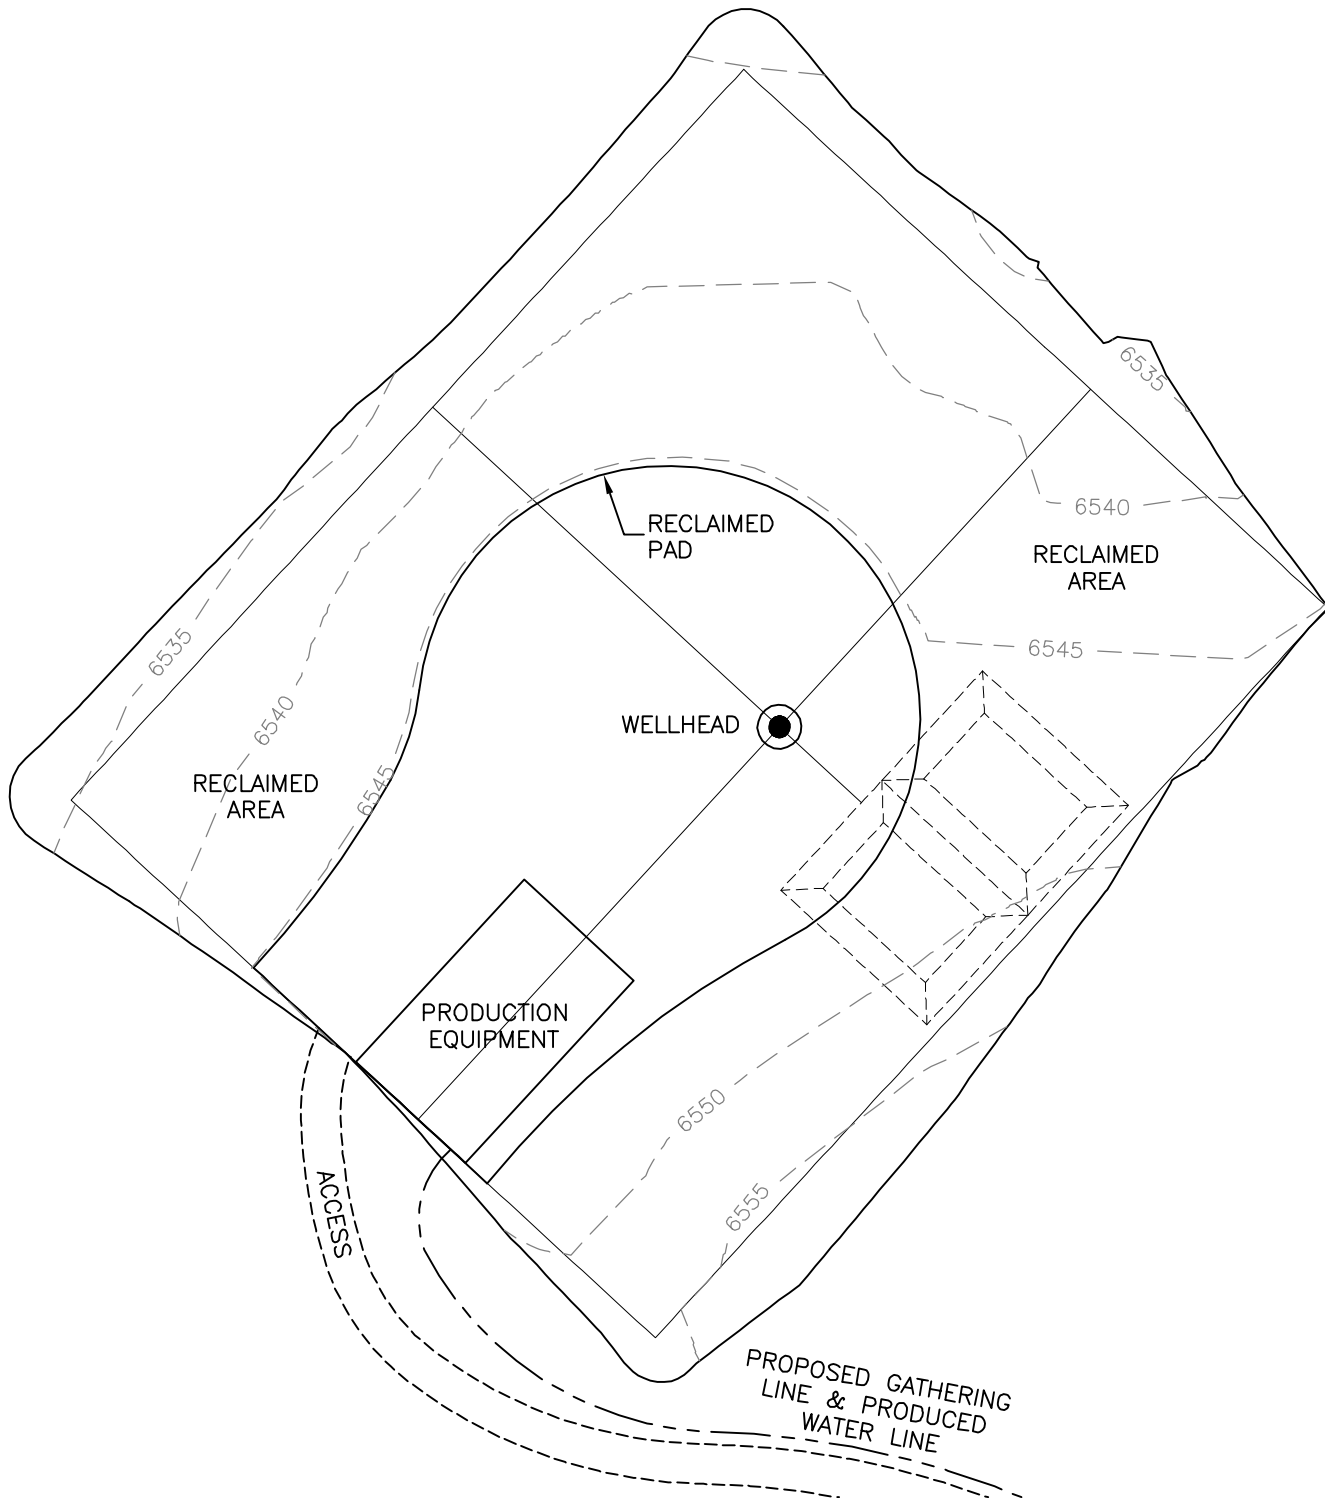 6535
6540
RECLAIMED
PAD
RECLAIMED
AREA
6545
6535
6540
WELLHEAD
RECLAIMED
AREA
6545
PRODUCTION
EQUIPMENT
6550
6555
ACCESS
PROPOSED GATHERING
LINE & PRODUCED
WATER LINE